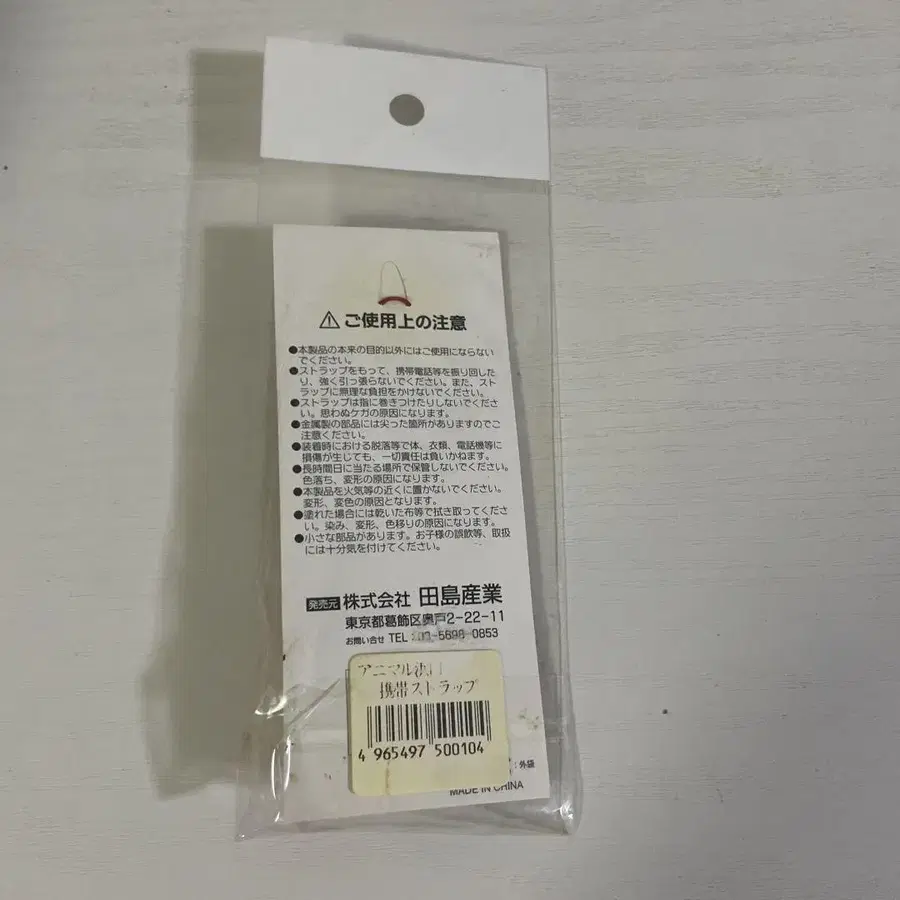 ⚠ ご使用上の注意
●本製品の本来の目的以外にはご使用にならない
でください。
●ストラップをもって、携帯電話等を振り回した
り、強く引っ張らないでください。また、スト
ラップに無理な負担をかけないでください。
●ストラップは指に巻きつけたりしないでくださ
い。思わぬケガの原因になります。
●金属製の部品には尖った箇所がありますのでご
注意ください。
●装着時における脱落等で体、衣類、電話機等に
損傷が生じても、一切責任は負いかねます。
●長時間日に当たる場所で保管しないでください。
色落ち、変形の原因になります。
●本製品を火気等の近くに置かないでください。
変形、変色の原因となります。
●塗れた場合には乾いた布等で拭き取ってくださ
い。染み、変形、色移りの原因になります。
●小さな部品があります。お子様の誤飲等、取扱
には十分気を付けてください。
発売元 株式会社 田島産業
東京都葛飾区奥戸2-22-11
お問い合せ TEL 03-5698-0853
アニマル
携帯ストラップ
4 965497 500104
：外袋
MADE IN CHINA